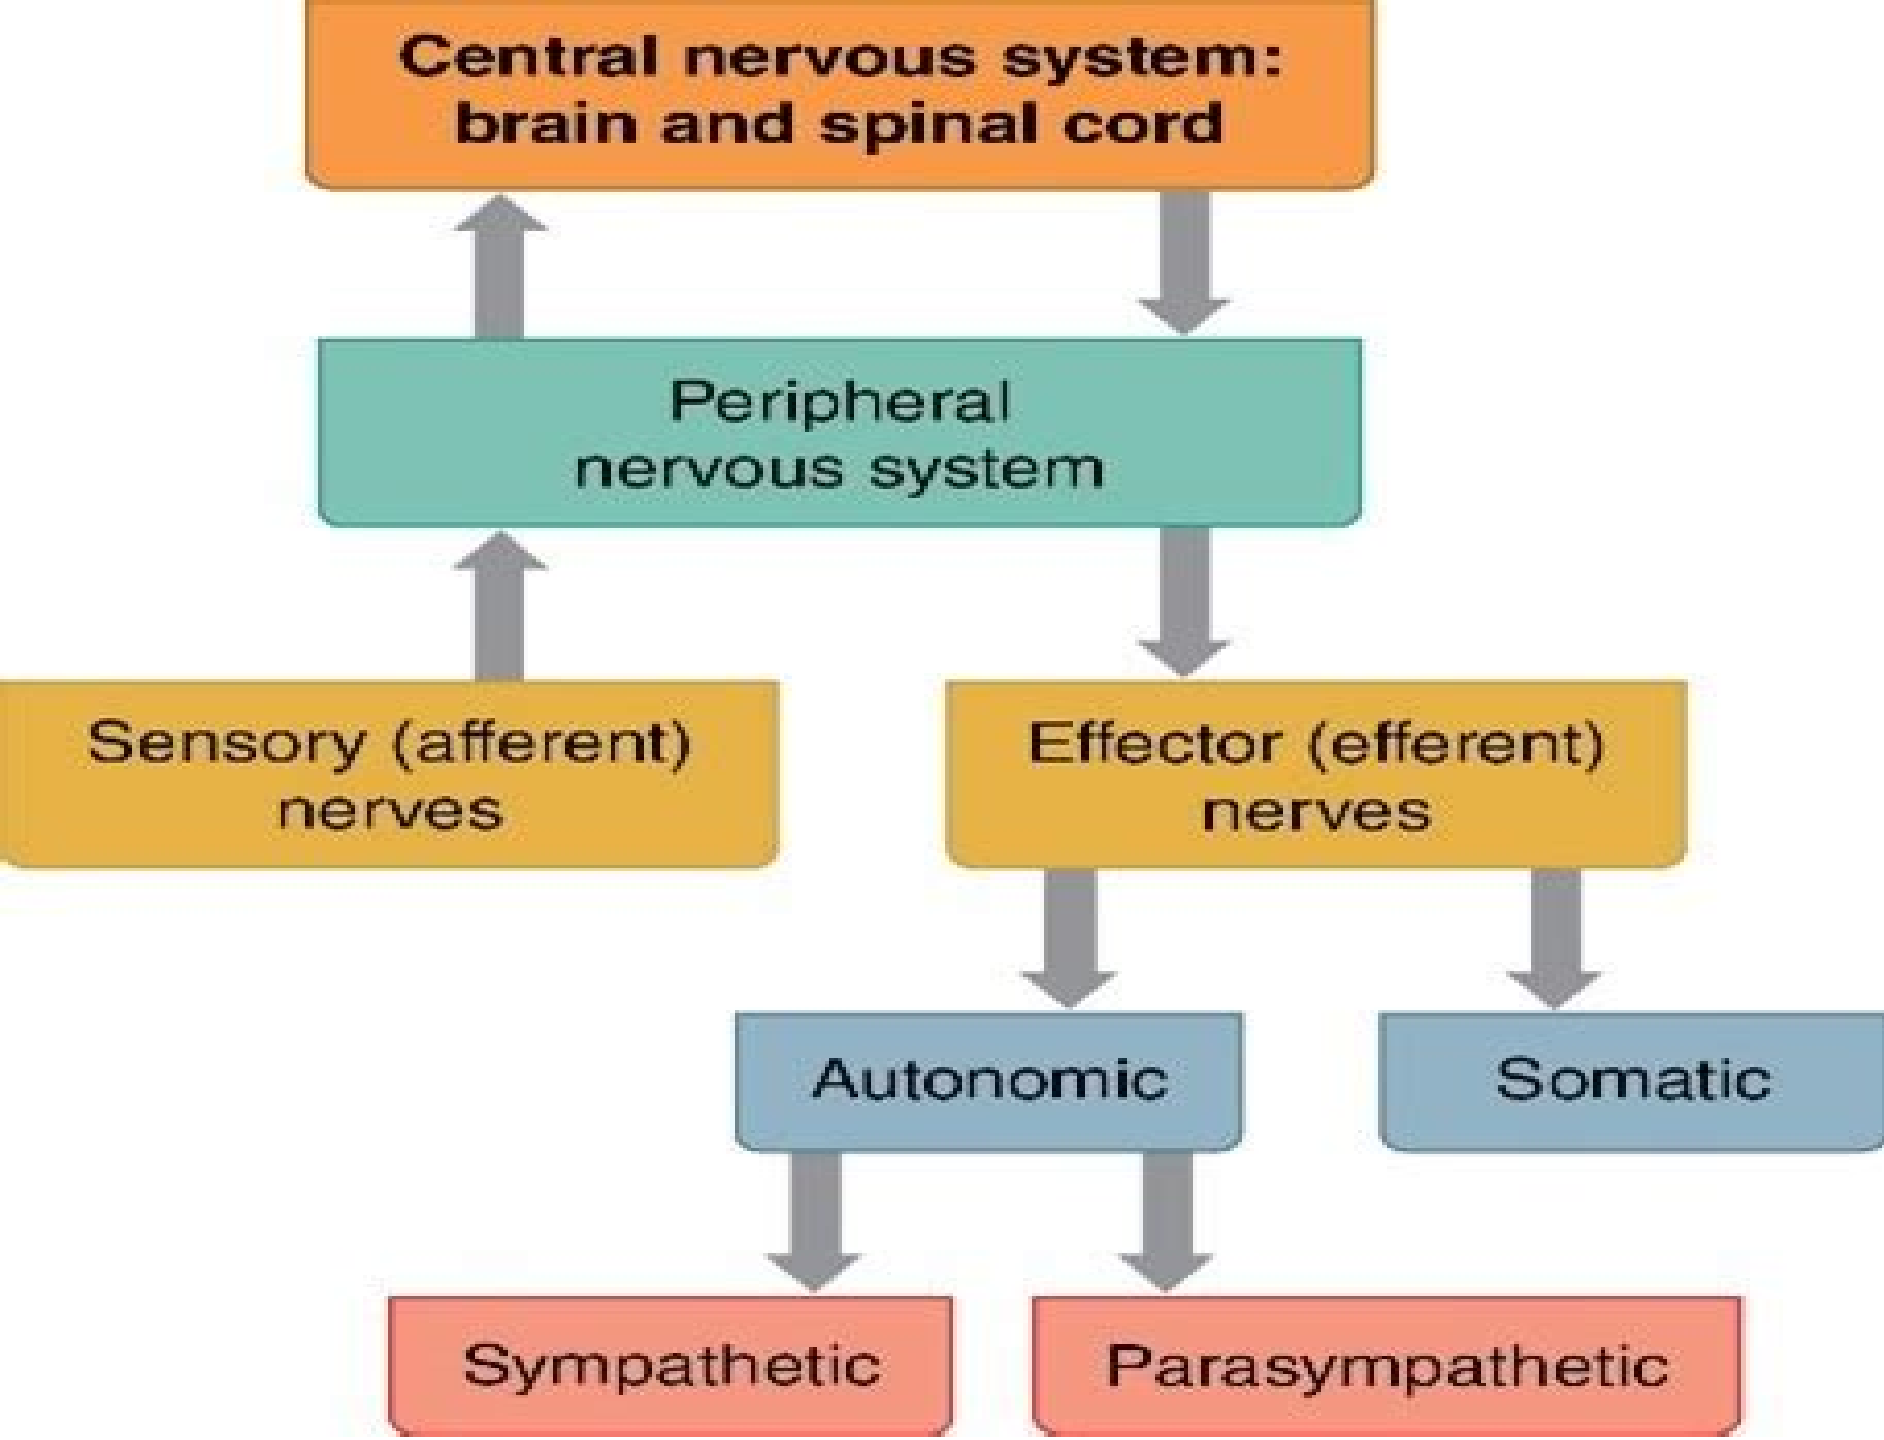 Central nervous system:
brain and spinal cord
Peripheral
nervous system
Sensory (afferent)
nerves
Effector (efferent)
nerves
Autonomic
Somatic
Sympathetic
Parasympathetic